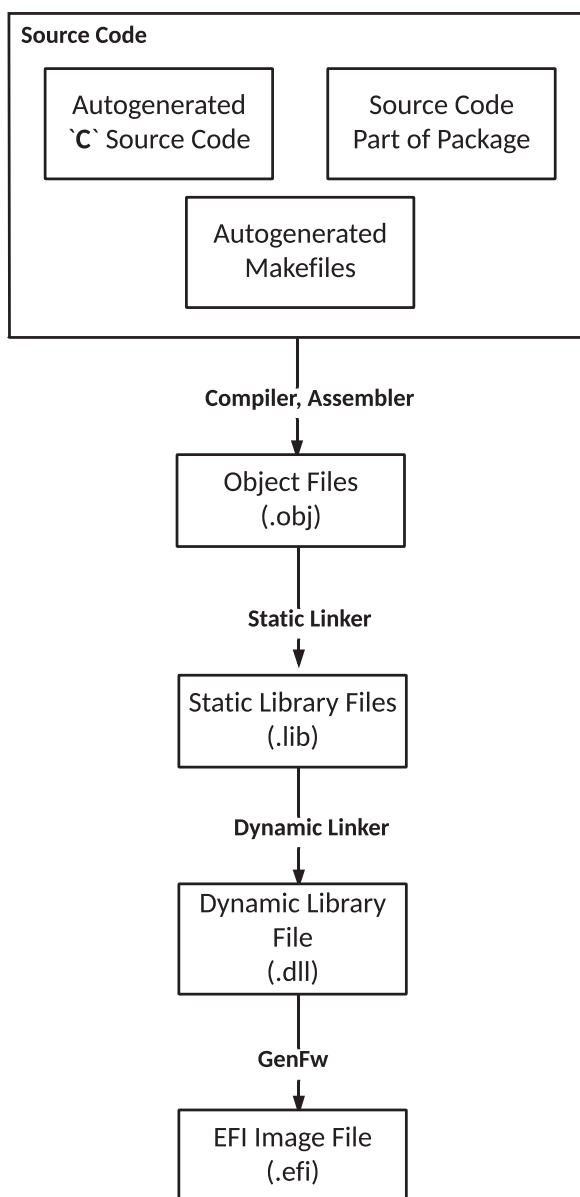 Source Code
Autogenerated
`C` Source Code
Source Code
Part of Package
Autogenerated
Makefiles
Compiler, Assembler
Object Files
(.obj)
Static Linker
Static Library Files
(.lib)
Dynamic Linker
Dynamic Library
File
(.dll)
GenFw
EFI Image File
(.efi)